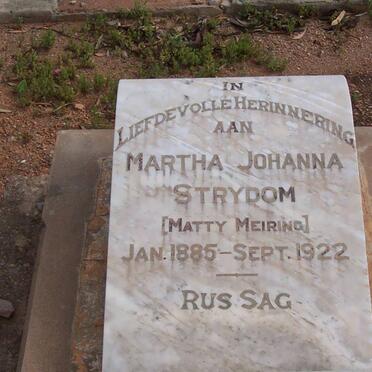 IN
LIEFDEVOLLE HERINNERING
AAN
MARTHA JOHANNA
STRYDOM
[MATTY MEIRING]
JAN. 1885 – SEPT. 1922
RUS SAG